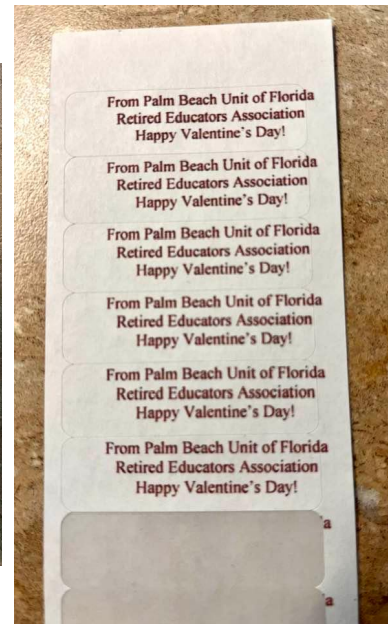 From Palm Beach Unit of Florida
Retired Educators Association
Happy Valentine's Day!
From Palm Beach Unit of Florida
Retired Educators Association
Happy Valentine's Day!
From Palm Beach Unit of Florida
Retired Educators Association
Happy Valentine's Day!
From Palm Beach Unit of Florida
Retired Educators Association
Happy Valentine's Day!
From Palm Beach Unit of Florida
Retired Educators Association
Happy Valentine's Day!
From Palm Beach Unit of Florida
Retired Educators Association
Happy Valentine's Day!
a
a